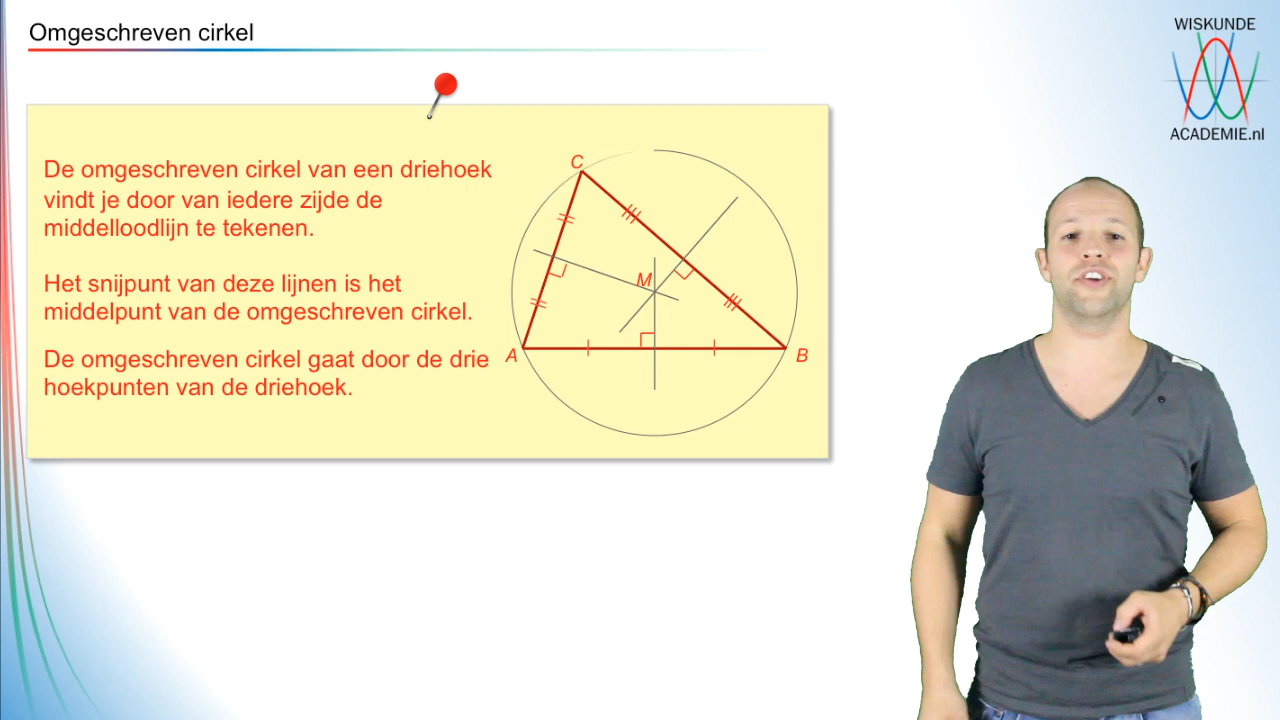 Omgeschreven cirkel
WISKUNDE
ACADEMIE.nl
De omgeschreven cirkel van een driehoek
vindt je door van iedere zijde de
middelloodlijn te tekenen.
Het snijpunt van deze lijnen is het
middelpunt van de omgeschreven cirkel.
De omgeschreven cirkel gaat door de drie
hoekpunten van de driehoek.
C
M
A
B